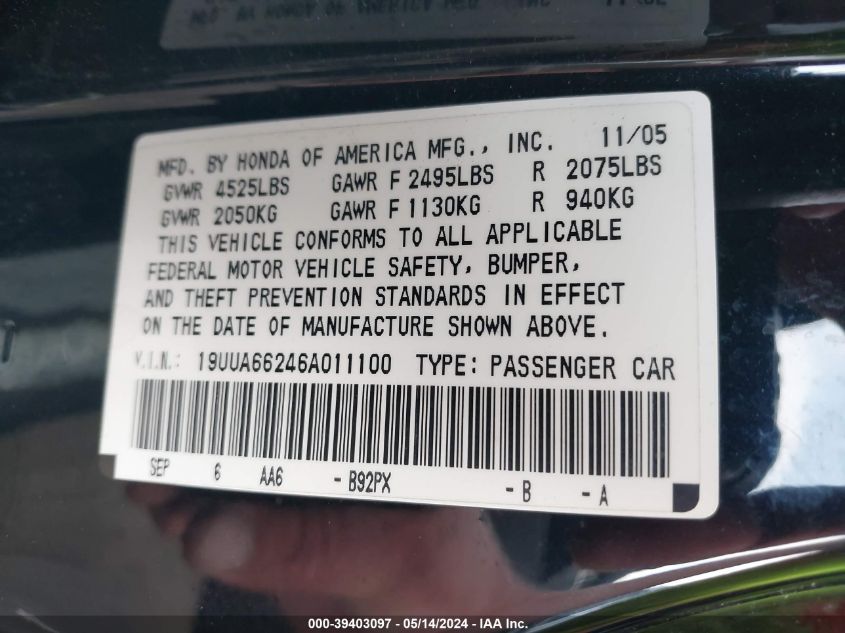 MFD. BY HONDA OF AMERICA MFG., INC. 11/05
GVWR 4525LBS GAWR F 2495LBS R 2075LBS
GVWR 2050KG GAWR F 1130KG R 940KG
THIS VEHICLE CONFORMS TO ALL APPLICABLE
FEDERAL MOTOR VEHICLE SAFETY, BUMPER,
AND THEFT PREVENTION STANDARDS IN EFFECT
ON THE DATE OF MANUFACTURE SHOWN ABOVE.
V.I.N.: 19UUA66246A011100 TYPE: PASSENGER CAR
SEP 6 AA6 - B92PX - B - A
000-39403097 - 05/14/2024 - IAA Inc.